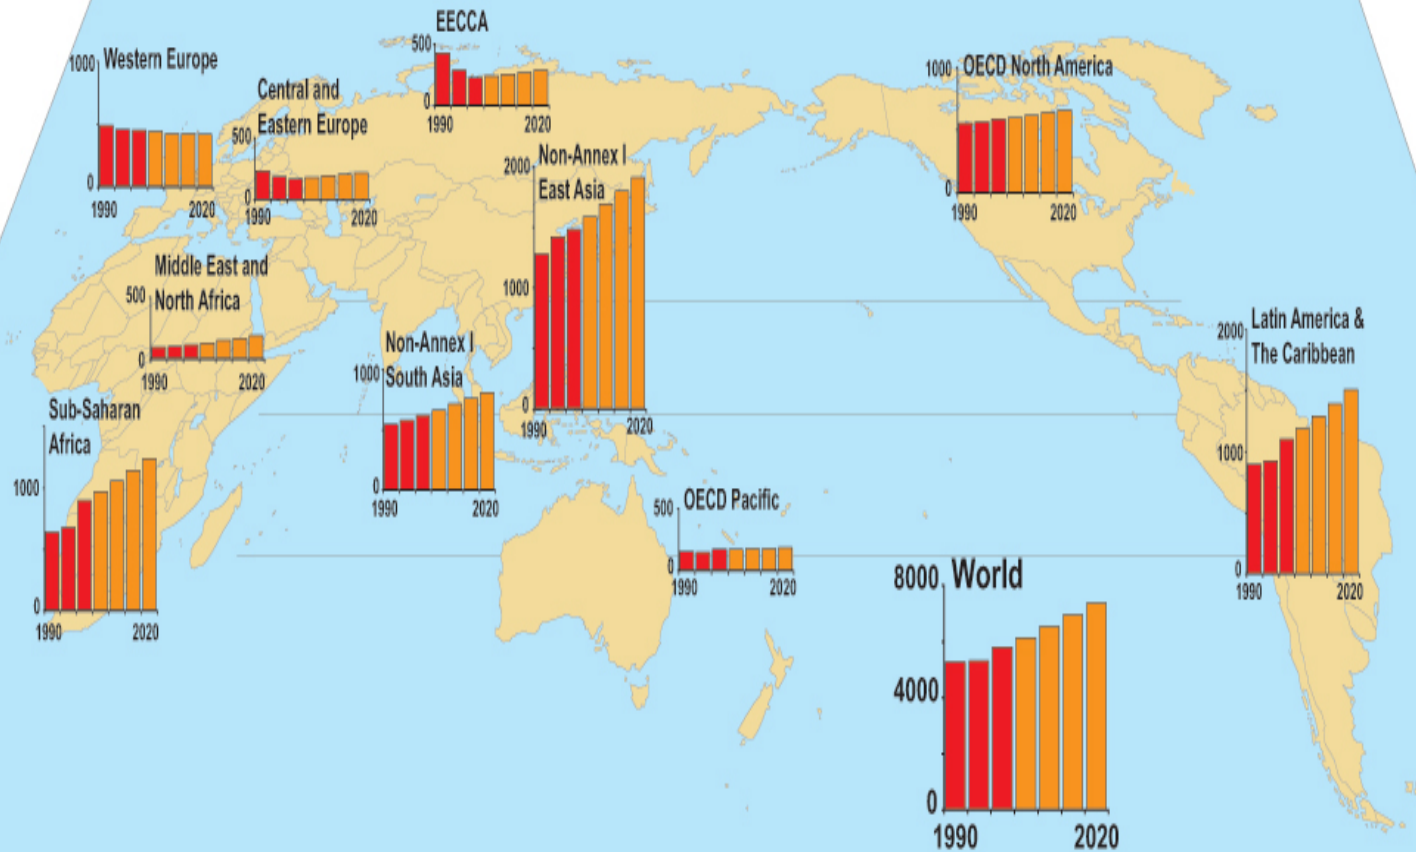 EECCA
500
0
1990 2020
1000 Western Europe
0
1990 2020
Central and
Eastern Europe
500
0
1990 2020
1000 OECD North America
0
1990 2020
2000 Non-Annex I
East Asia
1000
0
1990 2020
Middle East and
North Africa
500
0
1990 2020
Non-Annex I
South Asia
1000
0
1990 2020
2000 Latin America &
The Caribbean
1000
0
1990 2020
Sub-Saharan
Africa
1000
0
1990 2020
OECD Pacific
500
0
1990 2020
8000 World
4000
0
1990 2020